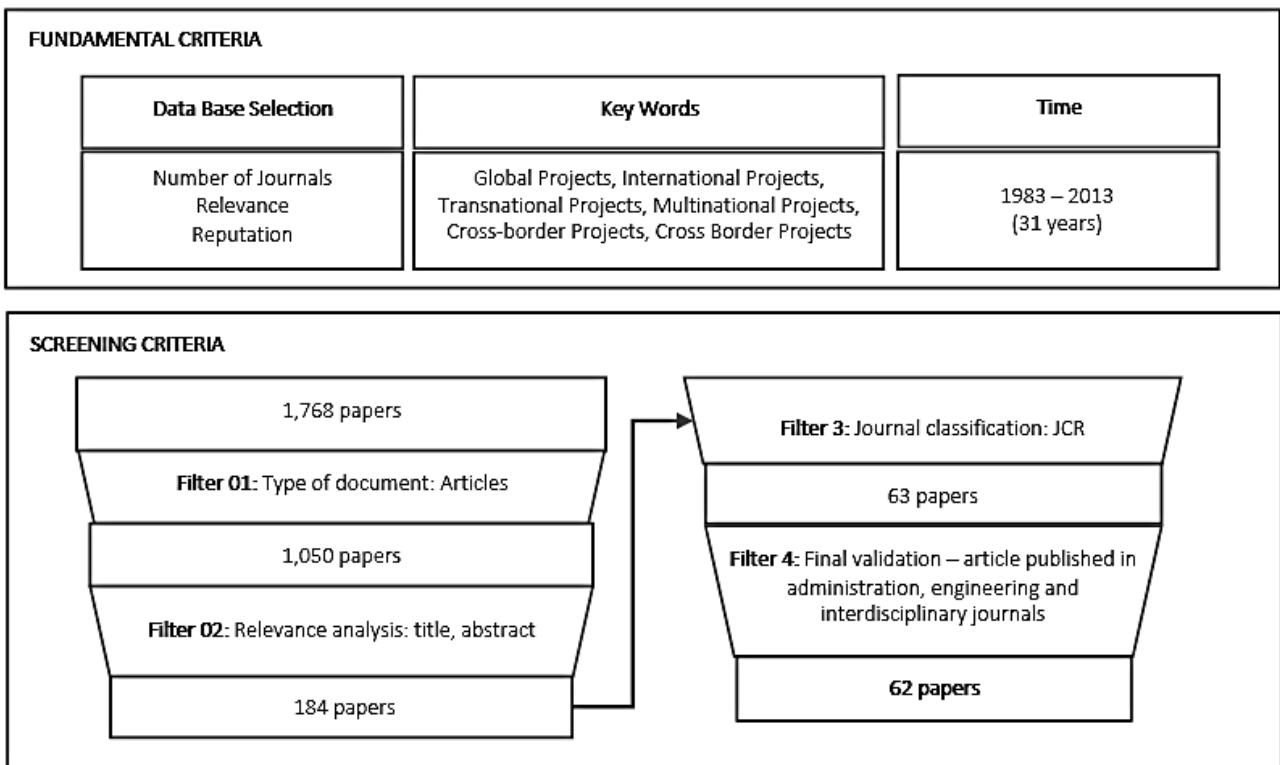 FUNDAMENTAL CRITERIA
Data Base Selection
Key Words
Time
Number of Journals
Relevance
Reputation
Global Projects, International Projects,
Transnational Projects, Multinational Projects,
Cross-border Projects, Cross Border Projects
1983 – 2013
(31 years)
SCREENING CRITERIA
1,768 papers
Filter 01: Type of document: Articles
1,050 papers
Filter 02: Relevance analysis: title, abstract
184 papers
Filter 3: Journal classification: JCR
63 papers
Filter 4: Final validation – article published in
administration, engineering and
interdisciplinary journals
62 papers